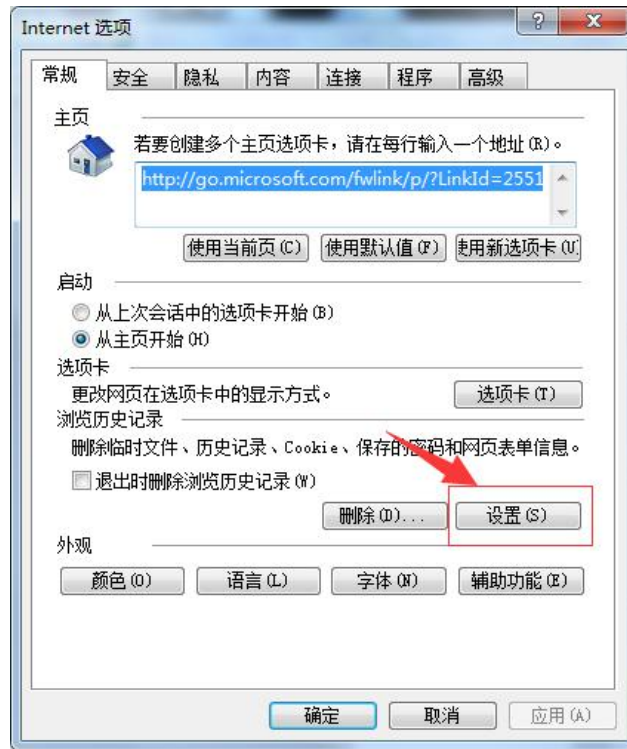 Internet 选项
常规 安全 隐私 内容 连接 程序 高级
主页
若要创建多个主页选项卡，请在每行输入一个地址(R)。
http://go.microsoft.com/fwlink/p/?LinkId=2551
使用当前页(C) 使用默认值(F) 使用新选项卡(U)
启动
从上次会话中的选项卡开始(B)
从主页开始(H)
选项卡
更改网页在选项卡中的显示方式。 选项卡(T)
浏览历史记录
删除临时文件、历史记录、Cookie、保存的密码和网页表单信息。
退出时删除浏览历史记录(W)
删除(D)... 设置(S)
外观
颜色(O) 语言(L) 字体(N) 辅助功能(E)
确定 取消 应用(A)